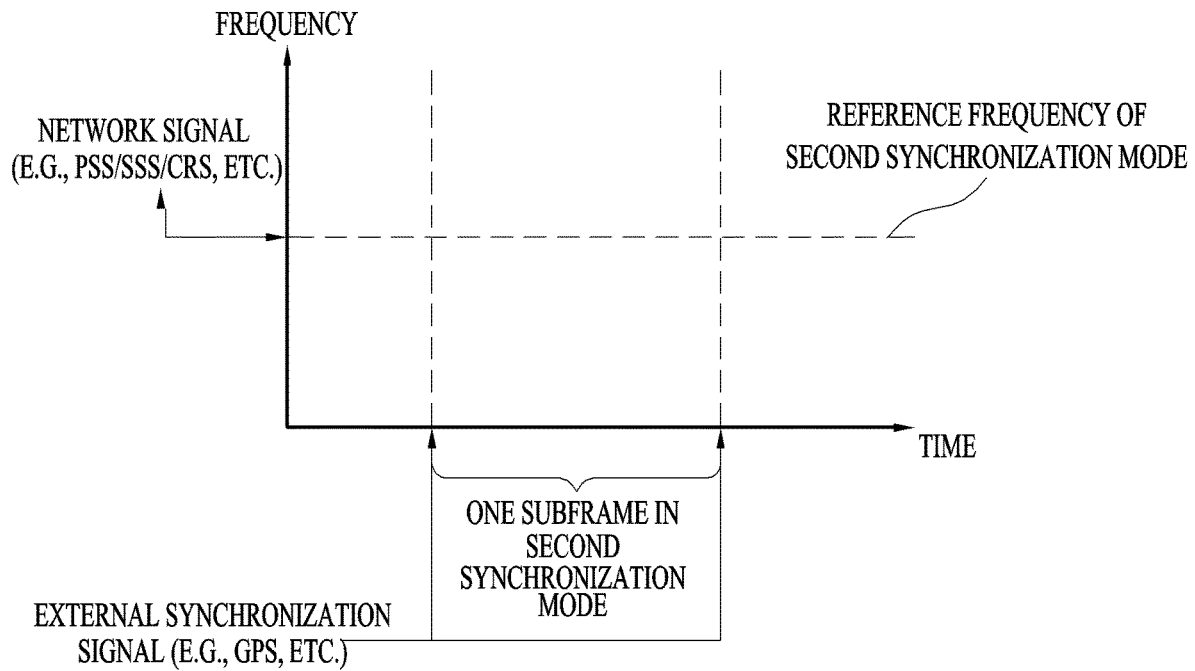 FREQUENCY
NETWORK SIGNAL
(E.G., PSS/SSS/CRS, ETC.)
REFERENCE FREQUENCY OF
SECOND SYNCHRONIZATION MODE
TIME
ONE SUBFRAME IN
SECOND
SYNCHRONIZATION
MODE
EXTERNAL SYNCHRONIZATION
SIGNAL (E.G., GPS, ETC.)